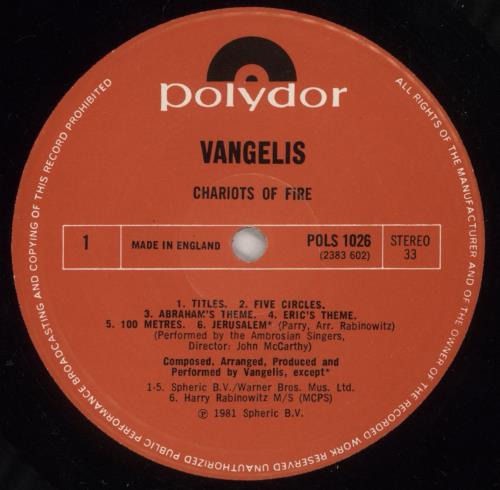 polydor
VANGELIS
CHARIOTS OF FiRE
1
MADE IN ENGLAND
POLS 1026
(2383 602)
STEREO
33
1. TITLES. 2. FIVE CIRCLES.
3. ABRAHAM'S THEME. 4. ERIC'S THEME.
5. 100 METRES. 6. JERUSALEM* (Parry, Arr. Rabinowitz)
(Performed by the Ambrosian Singers,
Director: John McCarthy)
Composed, Arranged, Produced and
Performed by Vangelis, except*
1-5. Spheric B.V./Warner Bros. Mus. Ltd.
6. Harry Rabinowitz M/S (MCPS)
℗ 1981 Spheric B.V.
ALL RIGHTS OF THE MANUFACTURER AND OF THE OWNER OF THE RECORDED WORK RESERVED UNAUTHORIZED PUBLIC PERFORMANCE BROADCASTING AND COPYING OF THIS RECORD PROHIBITED